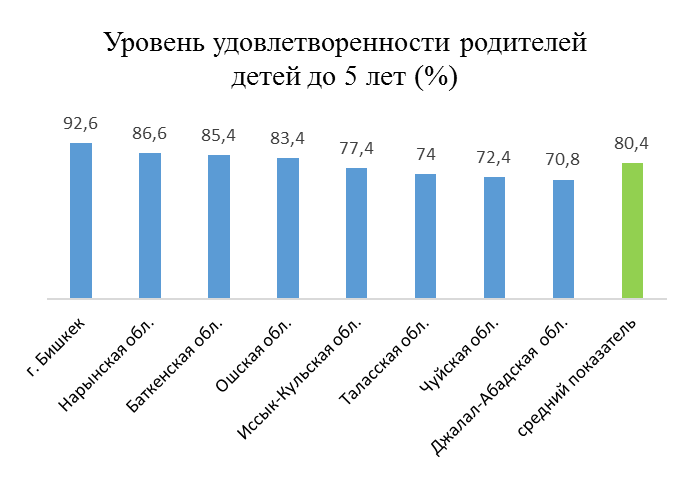 Уровень удовлетворенности родителей
детей до 5 лет (%)
92,6
86,6
85,4
83,4
77,4
74
72,4
70,8
80,4
г. Бишкек
Нарынская обл.
Баткенская обл.
Ошская обл.
Иссык-Кульская обл.
Таласская обл.
Чуйская обл.
Джалал-Абадская обл.
средний показатель